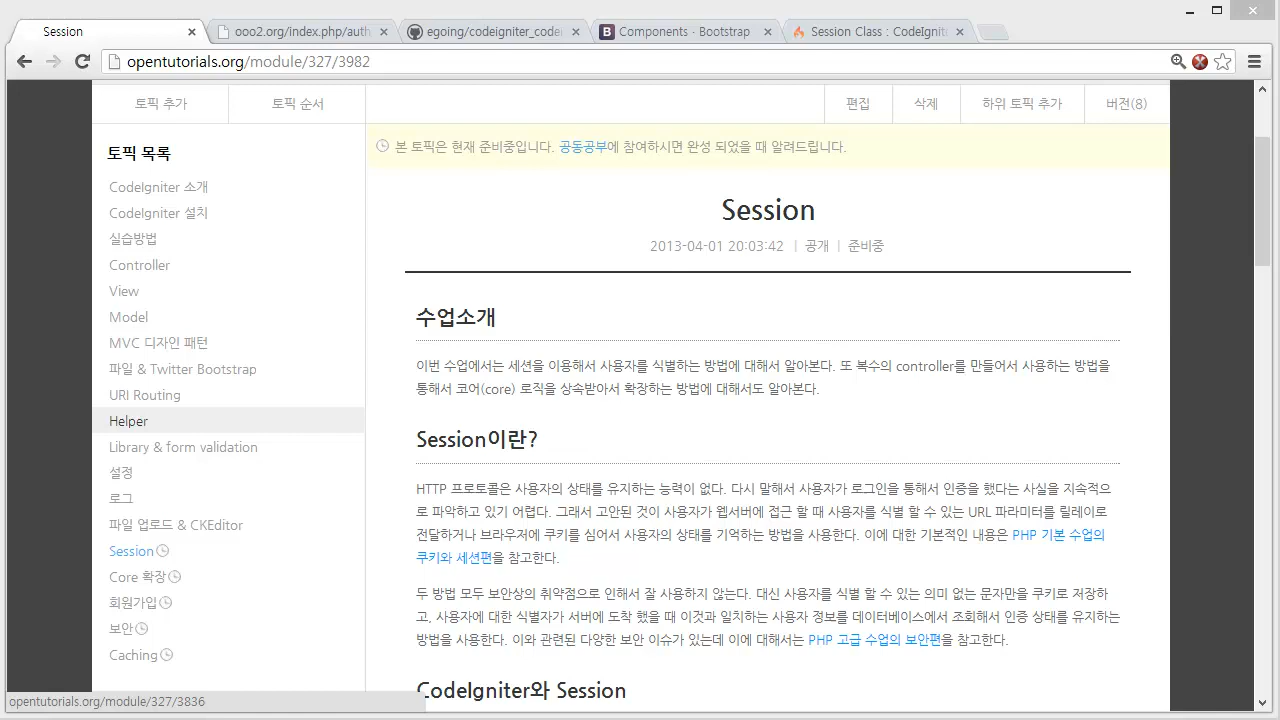 Session
ooo2.org/index.php/auth
egoing/codeigniter_codei
Components · Bootstrap
Session Class : CodeIgnite
opentutorials.org/module/327/3982
토픽 추가
토픽 순서
편집
삭제
하위 토픽 추가
버전(8)
토픽 목록
CodeIgniter 소개
CodeIgniter 설치
실습방법
Controller
View
Model
MVC 디자인 패턴
파일 & Twitter Bootstrap
URI Routing
Helper
Library & form validation
설정
로그
파일 업로드 & CKEditor
Session
Core 확장
회원가입
보안
Caching
본 토픽은 현재 준비중입니다. 공동공부에 참여하시면 완성 되었을 때 알려드립니다.
Session
2013-04-01 20:03:42 | 공개 | 준비중
수업소개
이번 수업에서는 세션을 이용해서 사용자를 식별하는 방법에 대해서 알아본다. 또 복수의 controller를 만들어서 사용하는 방법을
통해서 코어(core) 로직을 상속받아서 확장하는 방법에 대해서도 알아본다.
Session이란?
HTTP 프로토콜은 사용자의 상태를 유지하는 능력이 없다. 다시 말해서 사용자가 로그인을 통해서 인증을 했다는 사실을 지속적으
로 파악하고 있기 어렵다. 그래서 고안된 것이 사용자가 웹서버에 접근 할 때 사용자를 식별 할 수 있는 URL 파라미터를 릴레이로
전달하거나 브라우저에 쿠키를 심어서 사용자의 상태를 기억하는 방법을 사용한다. 이에 대한 기본적인 내용은 PHP 기본 수업의
쿠키와 세션편을 참고한다.
두 방법 모두 보안상의 취약점으로 인해서 잘 사용하지 않는다. 대신 사용자를 식별 할 수 있는 의미 없는 문자만을 쿠키로 저장하
고, 사용자에 대한 식별자가 서버에 도착 했을 때 이것과 일치하는 사용자 정보를 데이터베이스에서 조회해서 인증 상태를 유지하는
방법을 사용한다. 이와 관련된 다양한 보안 이슈가 있는데 이에 대해서는 PHP 고급 수업의 보안편을 참고한다.
CodeIgniter와 Session
opentutorials.org/module/327/3836